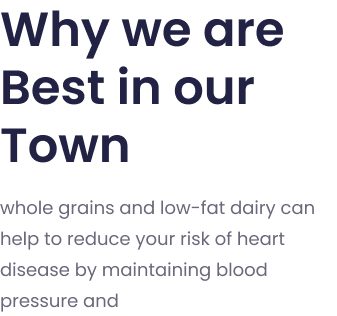 Why we are
Best in our
Town
whole grains and low-fat dairy can
help to reduce your risk of heart
disease by maintaining blood
pressure and